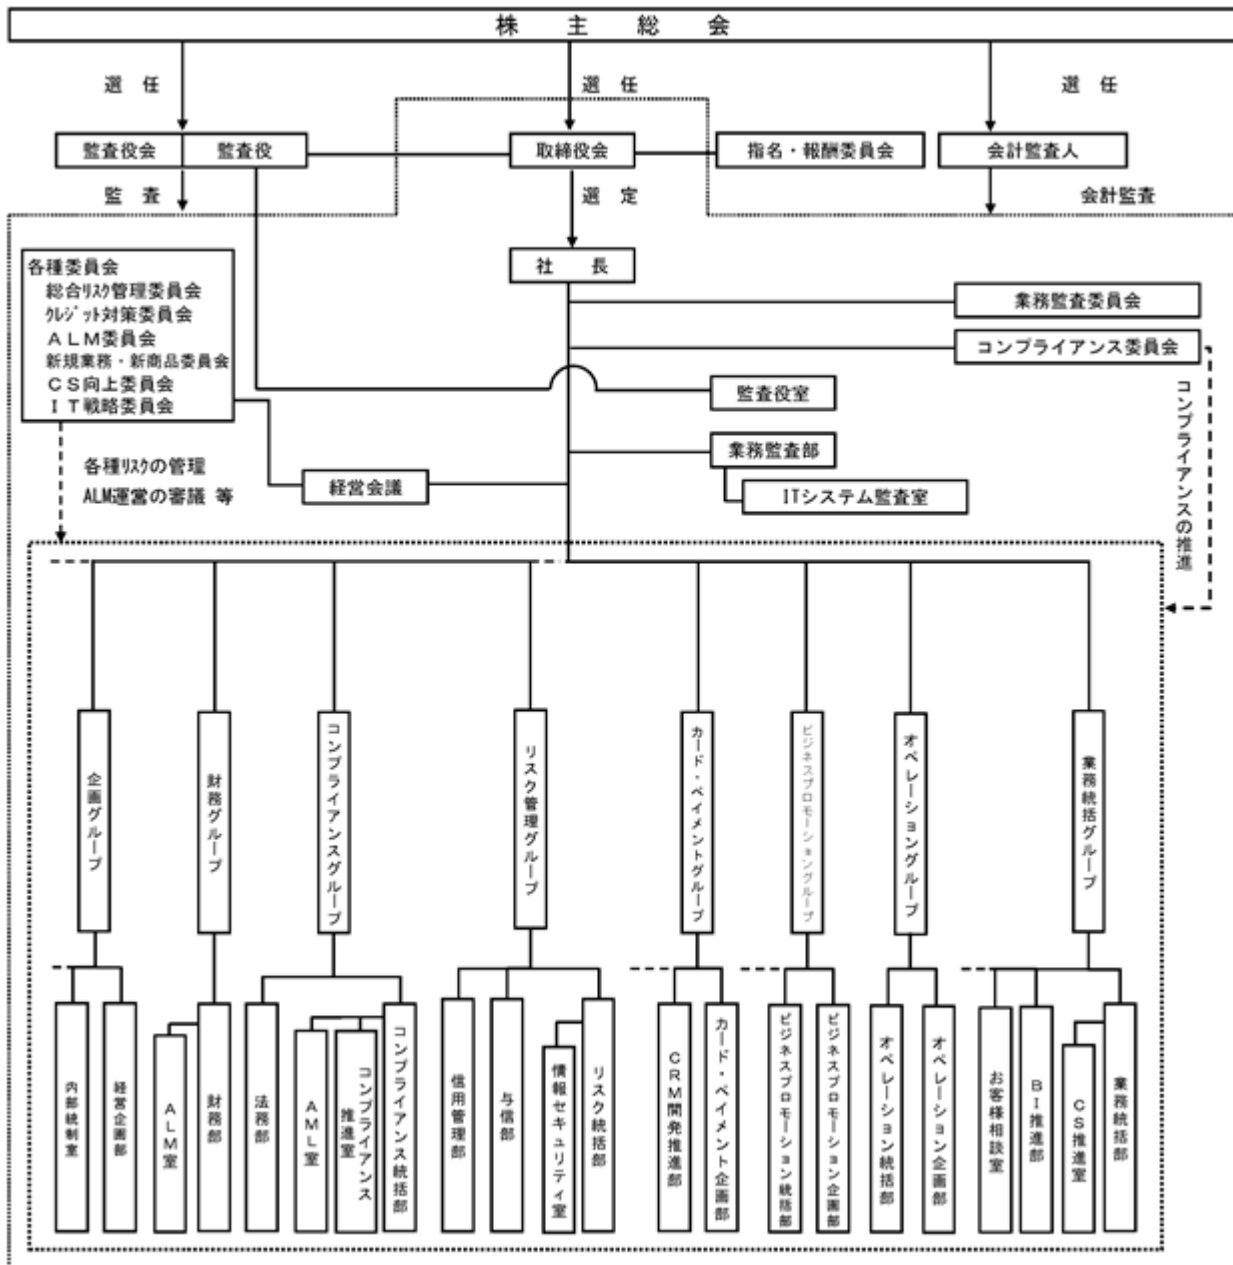 株主総会
選任
選任
選任
監査役会
監査役
取締役会
指名・報酬委員会
会計監査人
監査
選定
会計監査
社長
各種委員会
総合ﾘｽｸ管理委員会
ｸﾚｼﾞｯﾄ対策委員会
ＡＬＭ委員会
新規業務・新商品委員会
ＣＳ向上委員会
ＩＴ戦略委員会
業務監査委員会
コンプライアンス委員会
監査役室
業務監査部
ITシステム監査室
経営会議
各種ﾘｽｸの管理
ALM運営の審議 等
コンプライアンスの推進
企画グループ
財務グループ
コンプライアンスグループ
リスク管理グループ
カード・ペイメントグループ
ビジネスプロモーショングループ
オペレーショングループ
業務統括グループ
内部統制室
経営企画部
ＡＬＭ室
財務部
法務部
ＡＭＬ室
コンプライアンス
推進室
コンプライアンス統括部
信用管理部
与信部
情報セキュリティ室
リスク統括部
ＣＲＭ開発推進部
カード・ペイメント企画部
ビジネスプロモーション統括部
ビジネスプロモーション企画部
オペレーション統括部
オペレーション企画部
お客様相談室
ＢＩ推進部
ＣＳ推進室
業務統括部